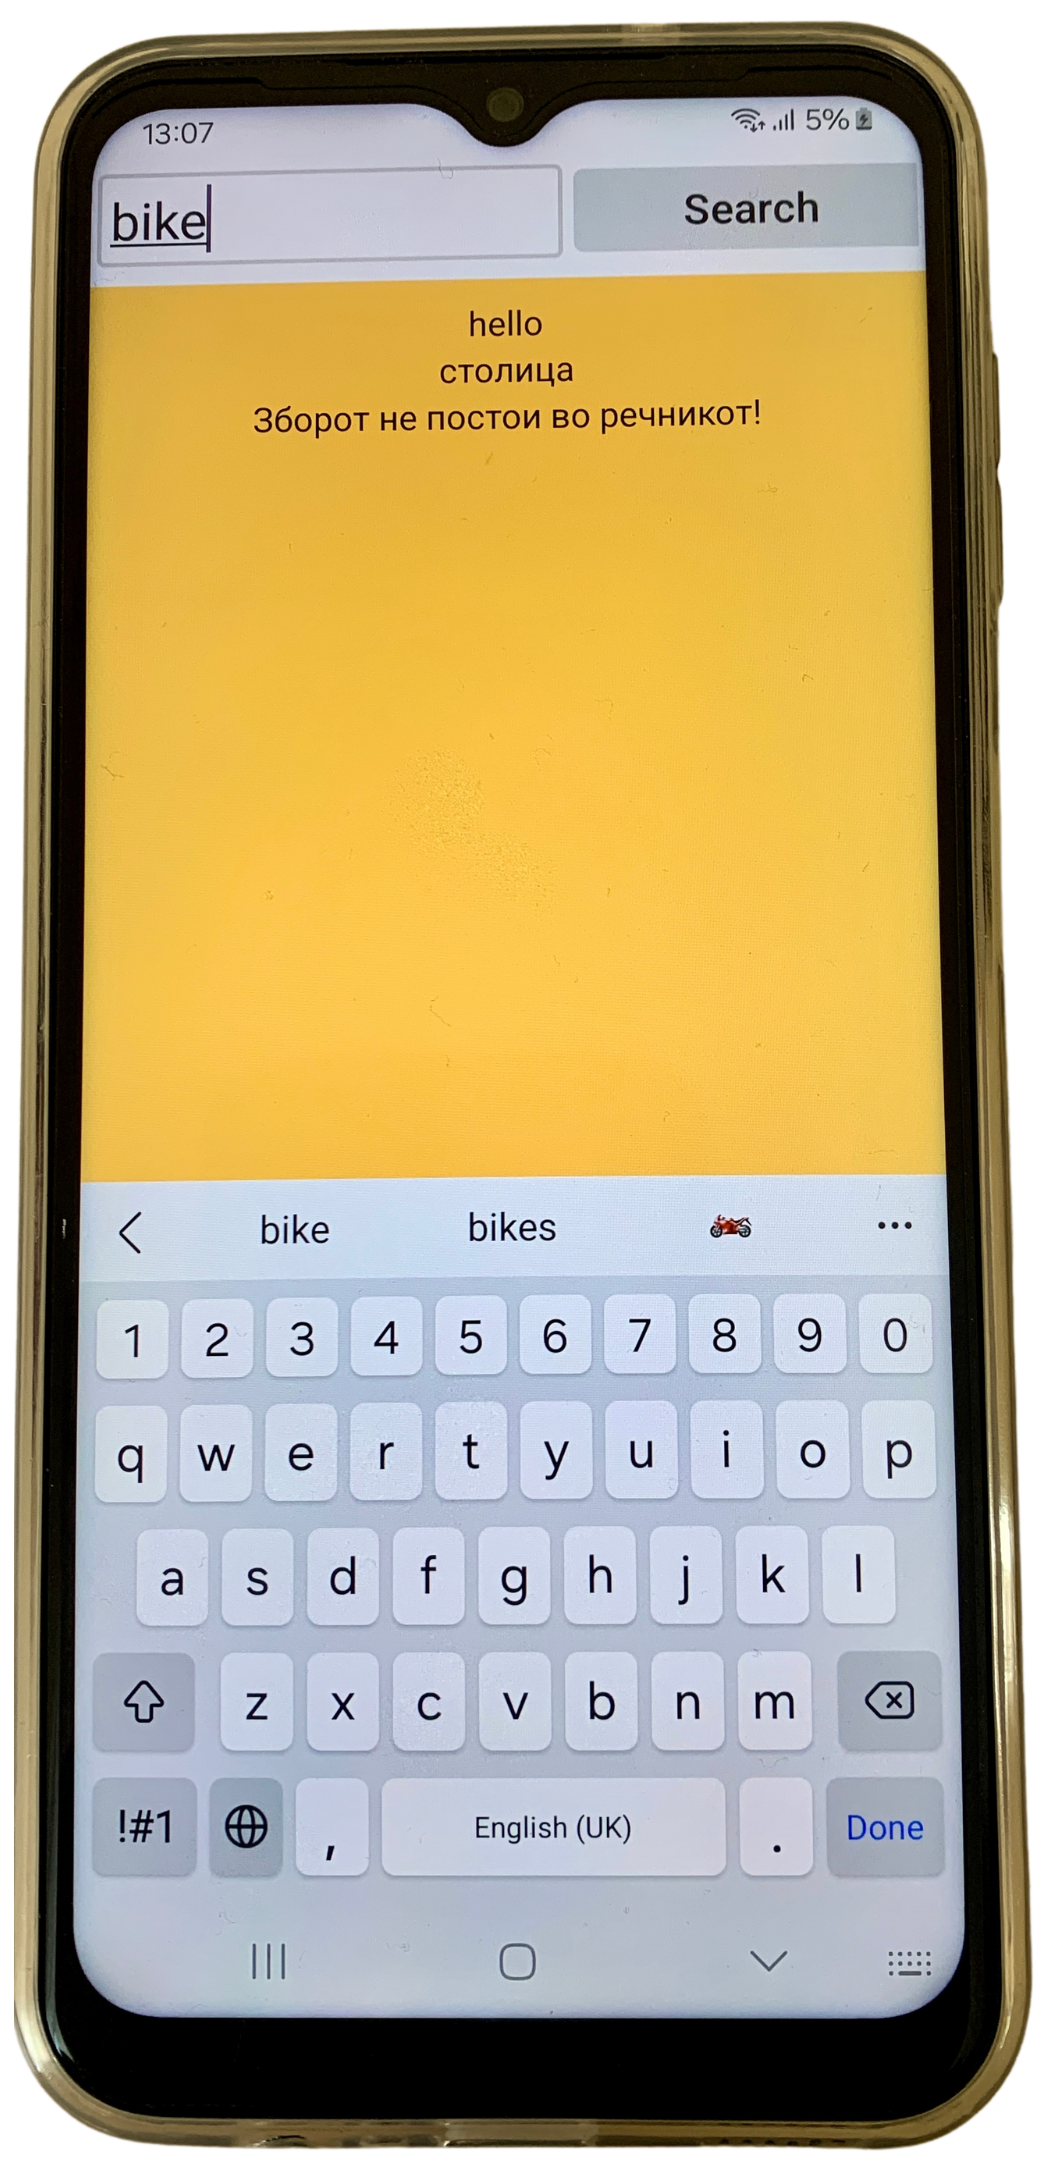 13:07 5%
bike Search
hello
столица
Зборот не постои во речникот!
bike bikes
1 2 3 4 5 6 7 8 9 0
q w e r t y u i o p
a s d f g h j k l
z x c v b n m
!#1 , English (UK) . Done